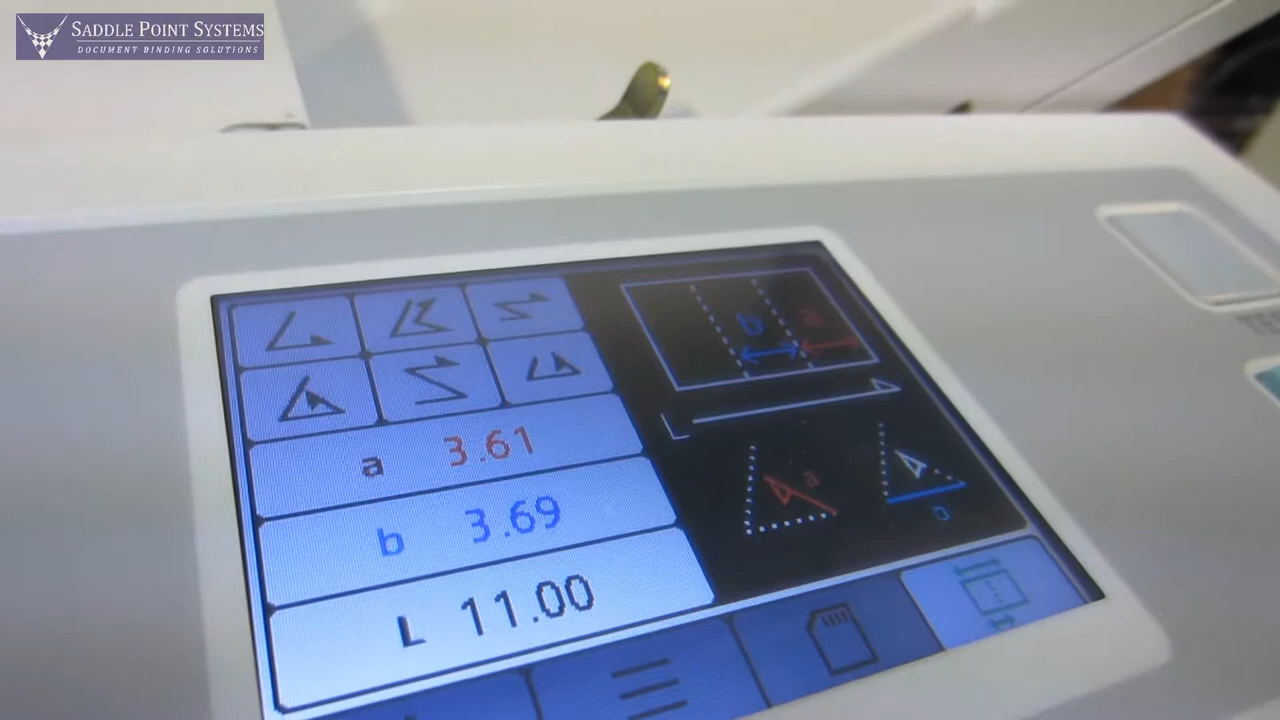 SADDLE POINT SYSTEMS
DOCUMENT BINDING SOLUTIONS
b a
L
a 3.61
a
b
b 3.69
L 11.00